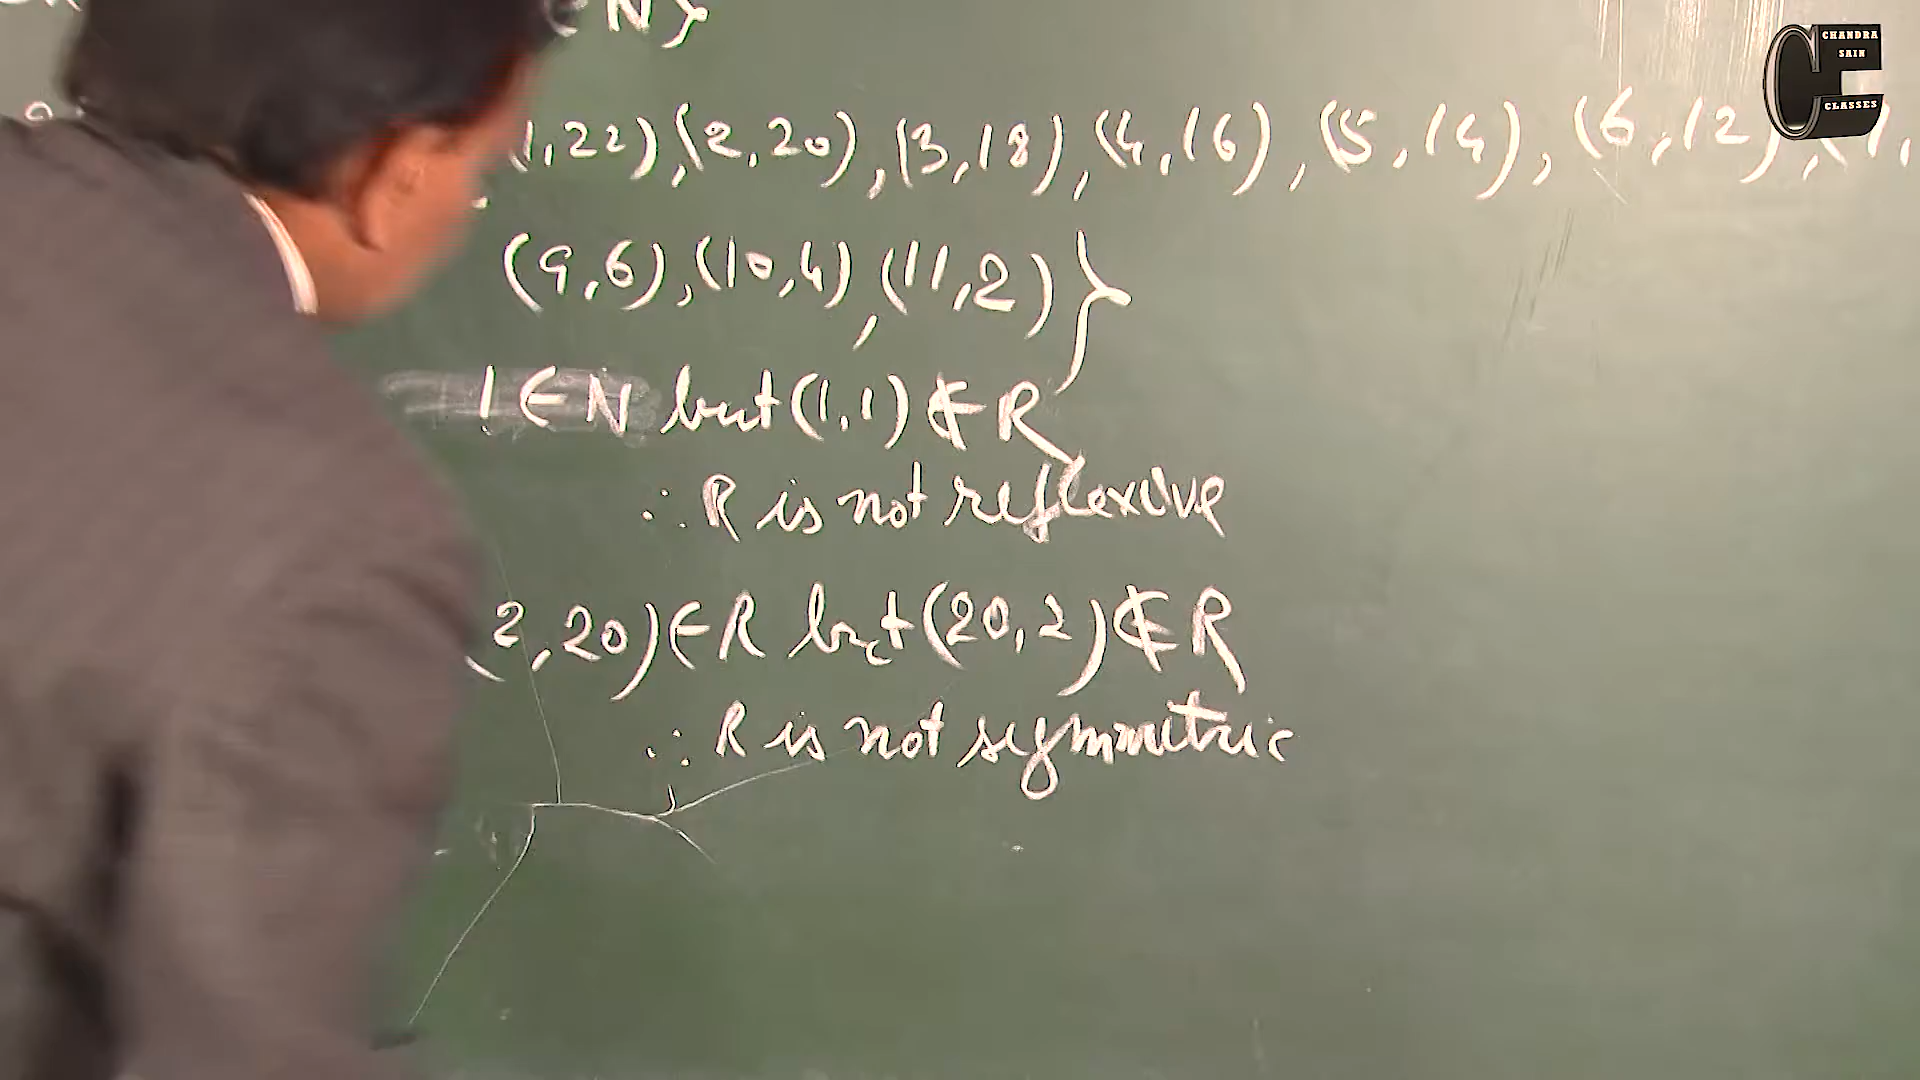 N}
(1,22),(2,20),(3,18),(4,16),(5,14),(6,12),(
(9,6),(10,4),(11,2)}
1∈N but (1,1)∉R
∴ R is not reflexive
(2,20)∈R but (20,2)∉R
∴ R is not symmetric
CHANDRA
SAIN
CLASSES